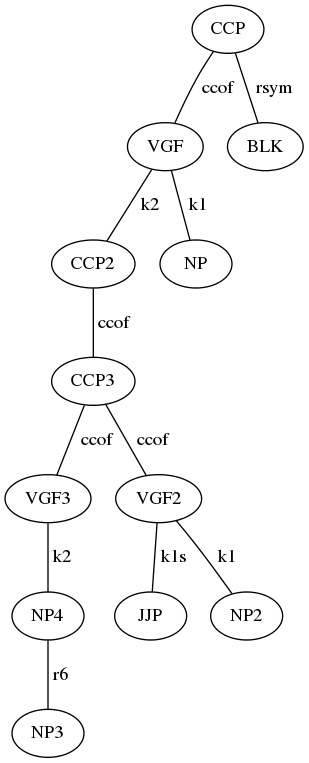 CCP
ccof rsym
VGF BLK
k2 k1
CCP2 NP
ccof
CCP3
ccof ccof
VGF3 VGF2
k2 k1s k1
NP4 JJP NP2
r6
NP3